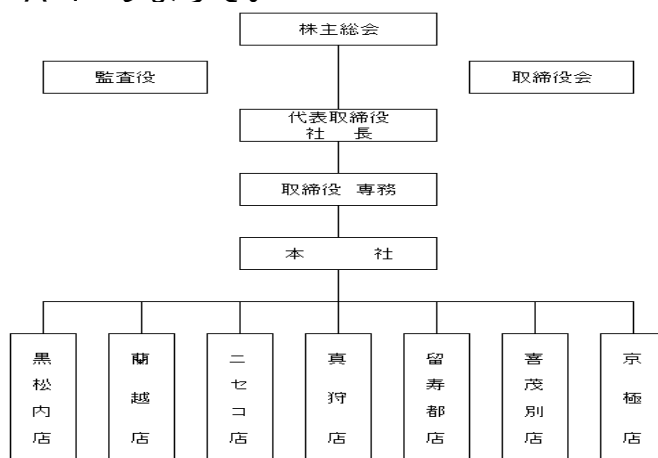 株主総会
監査役
取締役会
代表取締役
社　長
取締役 専務
本　　社
黒松内店
蘭越店
ニセコ店
真狩店
留寿都店
喜茂別店
京極店